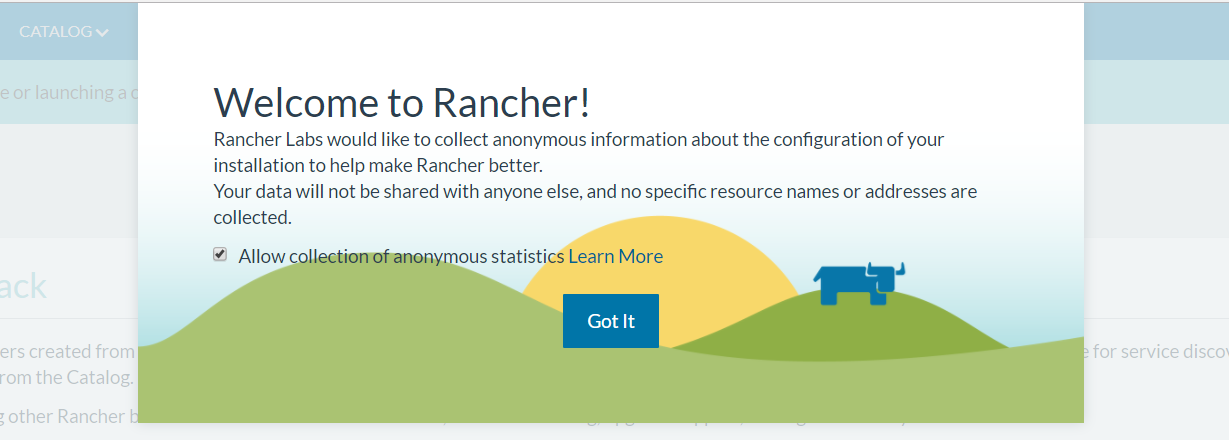 CATALOG
e or launching a c
Welcome to Rancher!
Rancher Labs would like to collect anonymous information about the configuration of your
installation to help make Rancher better.
Your data will not be shared with anyone else, and no specific resource names or addresses are
collected.
Allow collection of anonymous statistics Learn More
ack
Got It
ers created from
e for service discov
rom the Catalog.
g other Rancher b